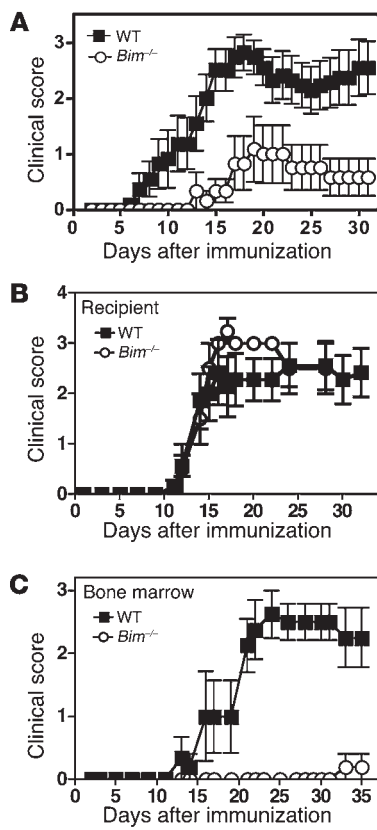 A
WT
Bim–/–
Clinical score
3
2
1
0
0 5 10 15 20 25 30
Days after immunization
B
Recipient
WT
Bim–/–
Clinical score
4
3
2
1
0
0 5 10 15 20 25 30
Days after immunization
C
Bone marrow
WT
Bim–/–
Clinical score
3
2
1
0
0 5 10 15 20 25 30 35
Days after immunization